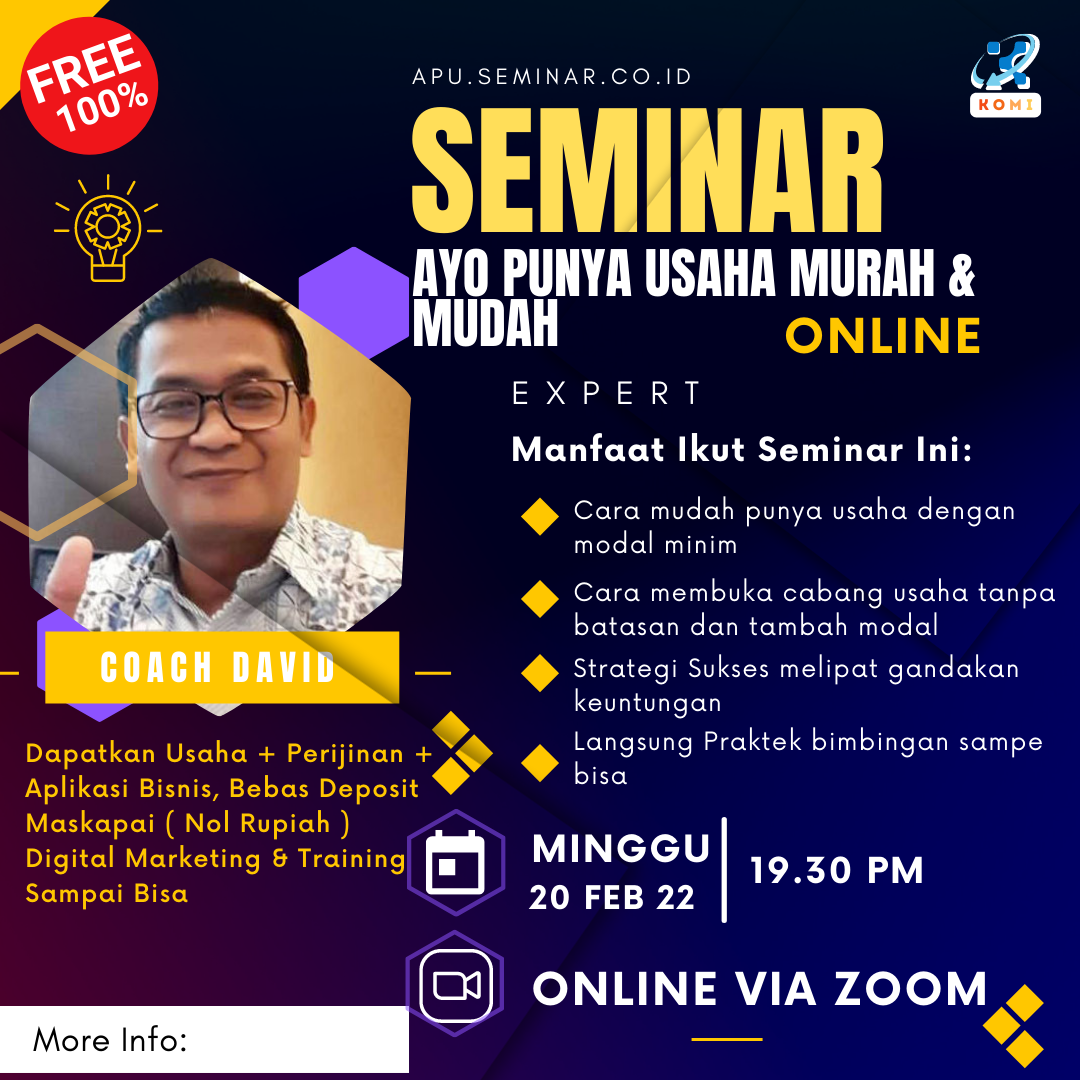 FREE
100%
APU.SEMINAR.CO.ID
KOMI
SEMINAR
AYO PUNYA USAHA MURAH &
MUDAH
ONLINE
EXPERT
Manfaat Ikut Seminar Ini:
Cara mudah punya usaha dengan
modal minim
Cara membuka cabang usaha tanpa
batasan dan tambah modal
Strategi Sukses melipat gandakan
keuntungan
Langsung Praktek bimbingan sampe
bisa
COACH DAVID
Dapatkan Usaha + Perijinan +
Aplikasi Bisnis, Bebas Deposit
Maskapai ( Nol Rupiah )
Digital Marketing & Training
Sampai Bisa
MINGGU
20 FEB 22
19.30 PM
ONLINE VIA ZOOM
More Info: